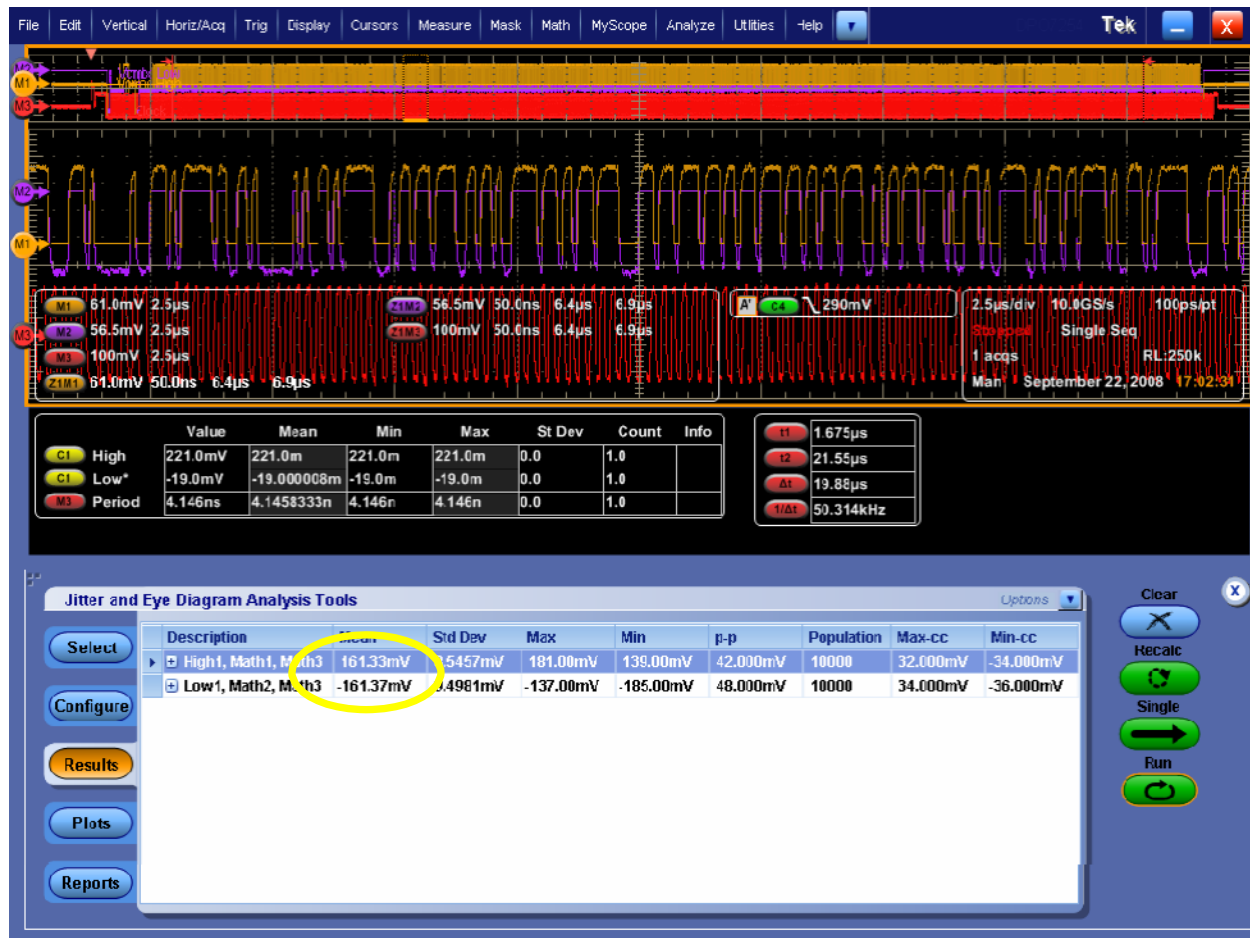 File Edit Vertical Horiz/Acq Trig Display Cursors Measure Mask Math MyScope Analyze Utilities Help Tek X
M2
M1
M3
M2
M1
M3
M1 61.0mV 2.5µs Z1M2 56.5mV 50.0ns 6.4µs 6.9µs A' C4 290mV 2.5µs/div 10.0GS/s 100ps/pt
M2 56.5mV 2.5µs Z1M3 100mV 50.0ns 6.4µs 6.9µs Stopped Single Seq
M3 100mV 2.5µs 1 acqs RL:250k
Z1M1 61.0mV 50.0ns 6.4µs 6.9µs Man September 22, 2008 17:02:31
Value Mean Min Max St Dev Count Info
C1 High 221.0mV 221.0m 221.0m 221.0m 0.0 1.0
C1 Low* -19.0mV -19.000008m -19.0m -19.0m 0.0 1.0
M3 Period 4.146ns 4.1458333n 4.146n 4.146n 0.0 1.0
t1 1.675µs
t2 21.55µs
Δt 19.88µs
1/Δt 50.314kHz
Jitter and Eye Diagram Analysis Tools Options
Select
Configure
Results
Plots
Reports
Description Mean Std Dev Max Min p-p Population Max-cc Min-cc
High1, Math1, Math3 161.33mV 181.00mV 139.00mV 42.000mV 10000 32.000mV -34.000mV
Low1, Math2, Math3 -161.37mV -137.00mV -185.00mV 48.000mV 10000 34.000mV -36.000mV
Clear
x
Recalc
Single
Run